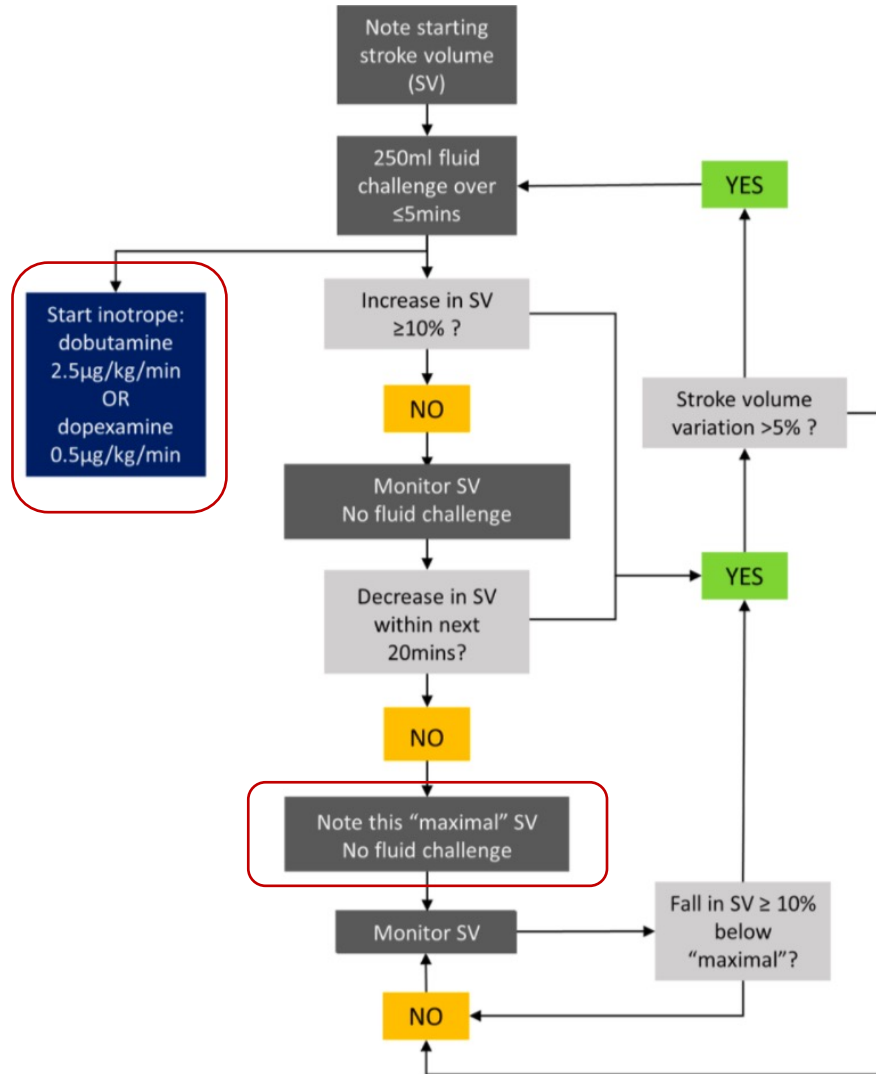 Note starting
stroke volume
(SV)
250ml fluid
challenge over
≤5mins
YES
Start inotrope:
dobutamine
2.5µg/kg/min
OR
dopexamine
0.5µg/kg/min
Increase in SV
≥10% ?
NO
Stroke volume
variation >5% ?
Monitor SV
No fluid challenge
YES
Decrease in SV
within next
20mins?
NO
Note this “maximal” SV
No fluid challenge
Monitor SV
Fall in SV ≥ 10%
below
“maximal”?
NO